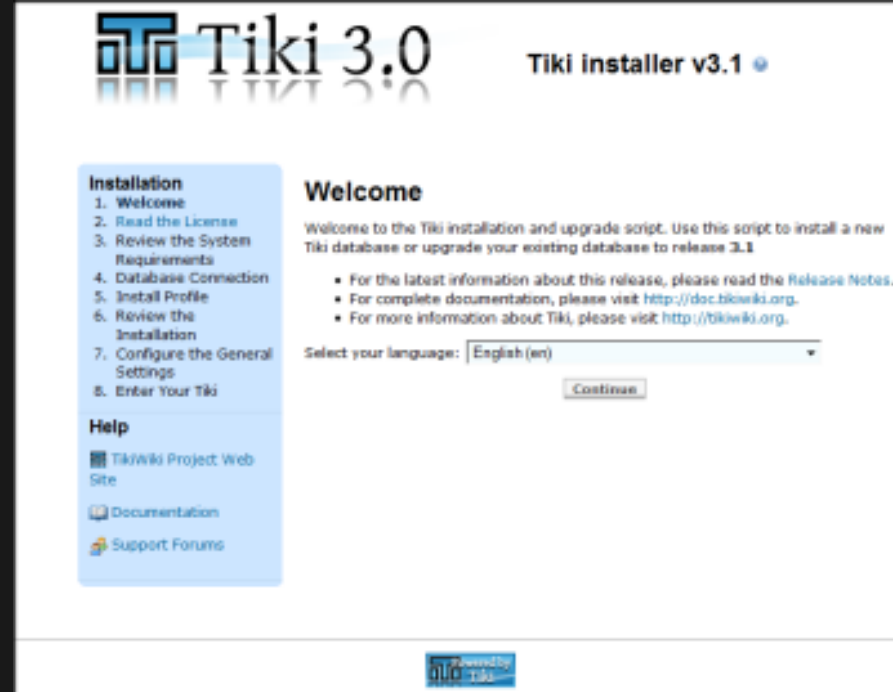 Tiki 3.0
Tiki installer v3.1
Installation
1. Welcome
2. Read the License
3. Review the System
Requirements
4. Database Connection
5. Install Profile
6. Review the
Installation
7. Configure the General
Settings
8. Enter Your Tiki
Help
TikiWiki Project Web
Site
Documentation
Support Forums
Welcome
Welcome to the Tiki installation and upgrade script. Use this script to install a new
Tiki database or upgrade your existing database to release 3.1
• For the latest information about this release, please read the Release Notes.
• For complete documentation, please visit http://doc.tikiwiki.org.
• For more information about Tiki, please visit http://tikiwiki.org.
Select your language: English (en)
Continue
Powered by
Tiki